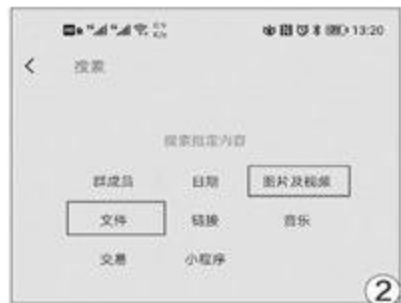 13:20
搜索
搜索指定内容
群成员 日期 图片及视频
文件 链接 音乐
交易 小程序
②